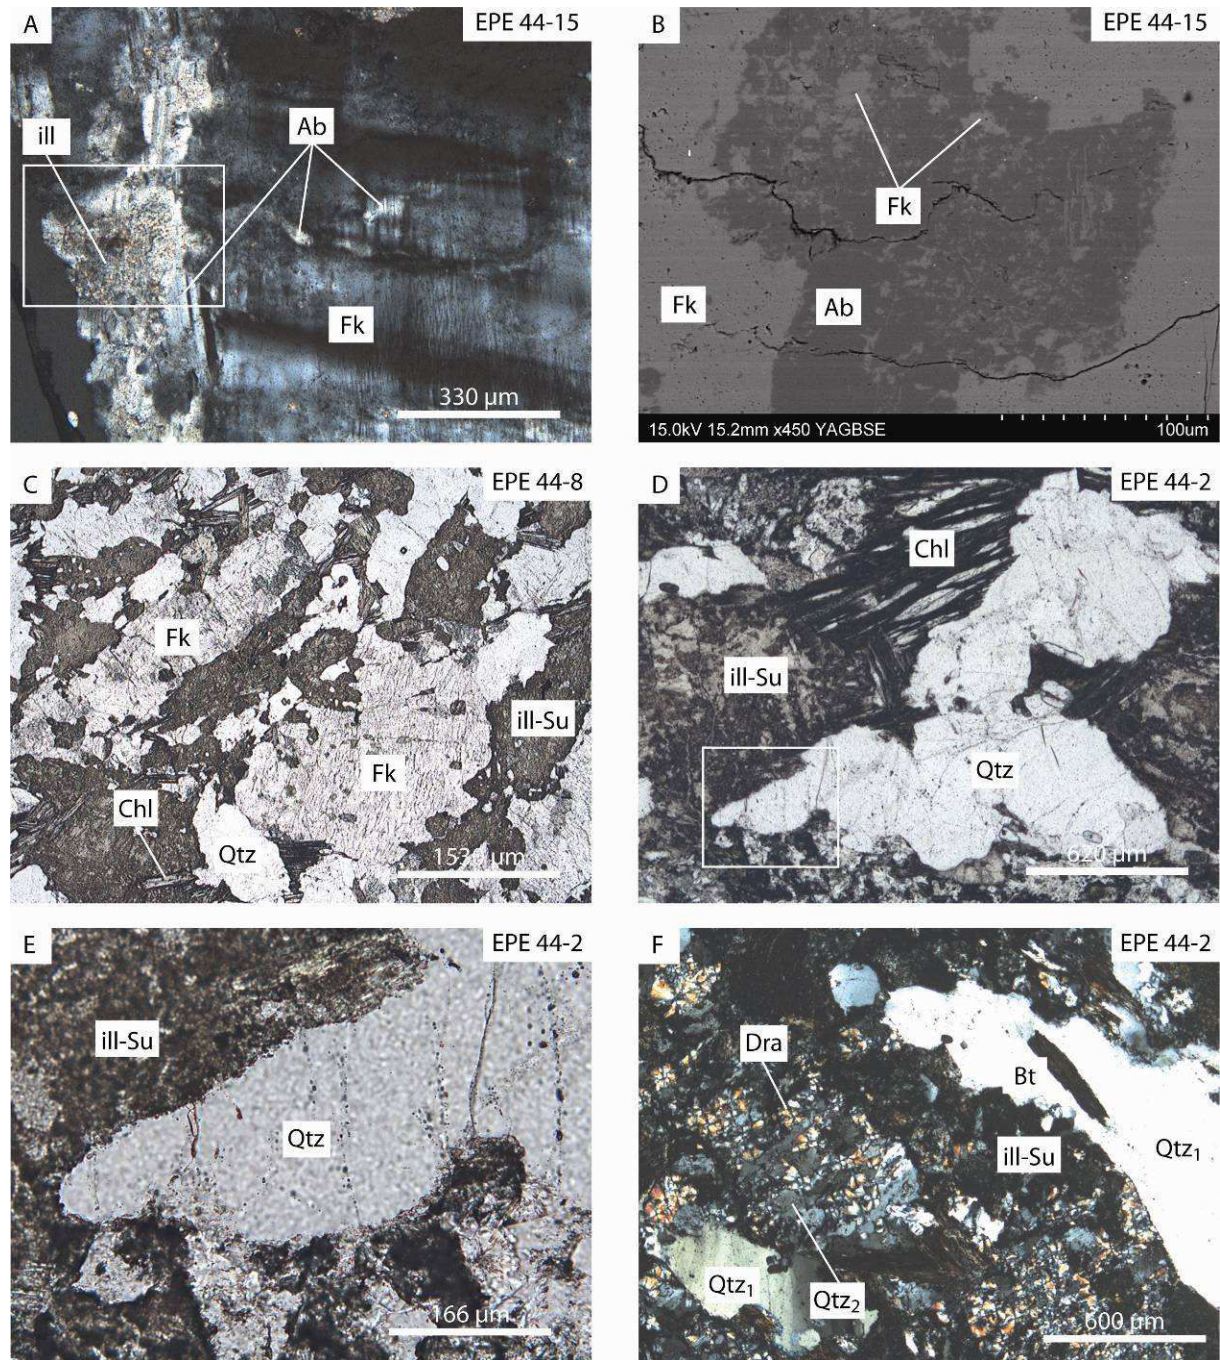 A
EPE 44-15
ill
Ab
Fk
330 µm
B
EPE 44-15
Fk
Fk
Ab
15.0kV 15.2mm x450 YAGBSE
100um
C
EPE 44-8
Fk
ill-Su
Fk
Chl
Qtz
µm
D
EPE 44-2
Chl
ill-Su
Qtz
620 µm
E
EPE 44-2
ill-Su
Qtz
166 µm
F
EPE 44-2
Dra
Bt
ill-Su
Qtz₁
Qtz₁
Qtz₂
600 µm